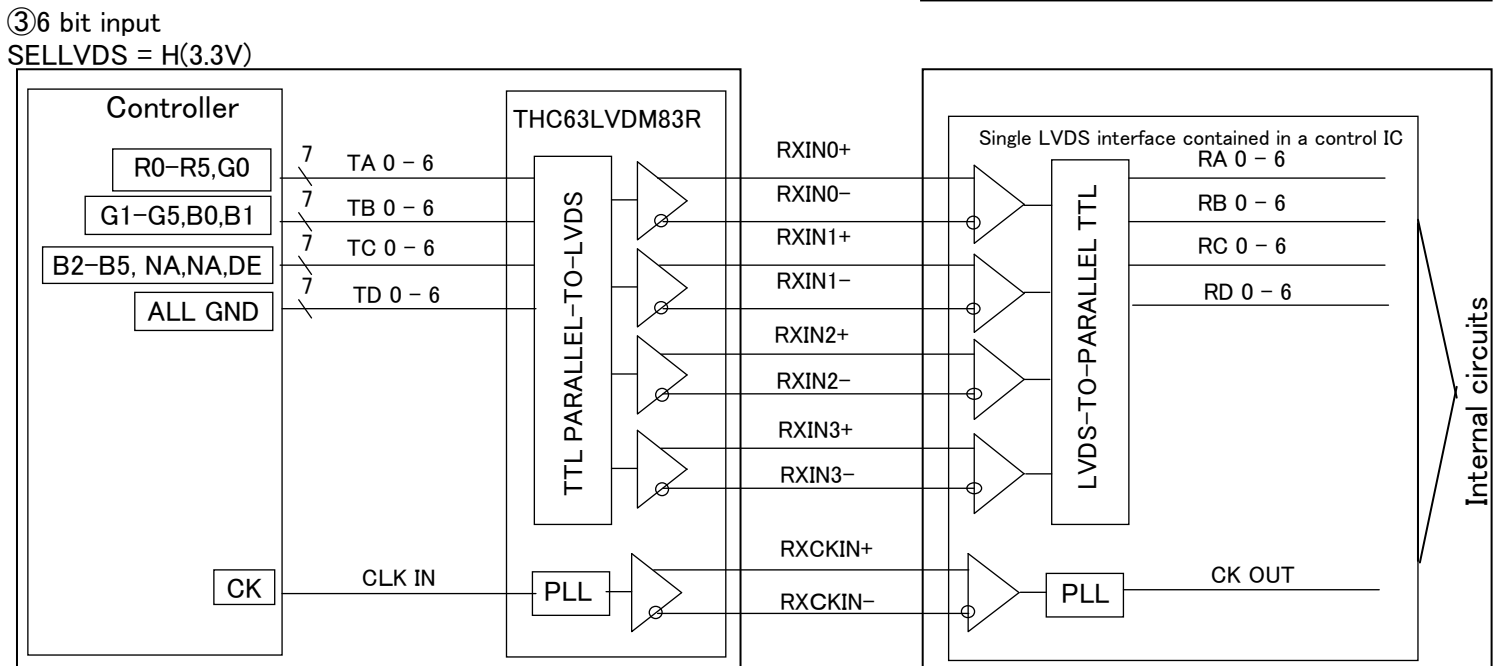 ③6 bit input
SELLVDS = H(3.3V)
Controller
THC63LVDM83R
Single LVDS interface contained in a control IC
R0-R5,G0
7
TA 0 - 6
RXIN0+
RA 0 - 6
G1-G5,B0,B1
7
TB 0 - 6
RXIN0-
RB 0 - 6
B2-B5, NA,NA,DE
7
TC 0 - 6
RXIN1+
RC 0 - 6
ALL GND
7
TD 0 - 6
RXIN1-
RD 0 - 6
TTL PARALLEL-TO-LVDS
RXIN2+
RXIN2-
RXIN3+
RXIN3-
LVDS-TO-PARALLEL TTL
Internal circuits
CK
CLK IN
PLL
RXCKIN+
RXCKIN-
PLL
CK OUT